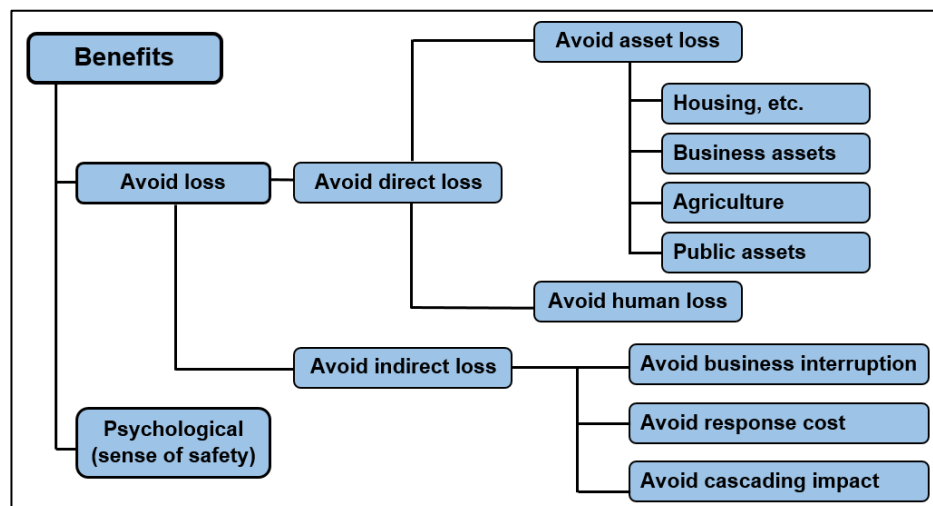 Benefits
Avoid asset loss
Housing, etc.
Business assets
Avoid loss
Avoid direct loss
Agriculture
Public assets
Avoid human loss
Avoid indirect loss
Avoid business interruption
Avoid response cost
Psychological
(sense of safety)
Avoid cascading impact